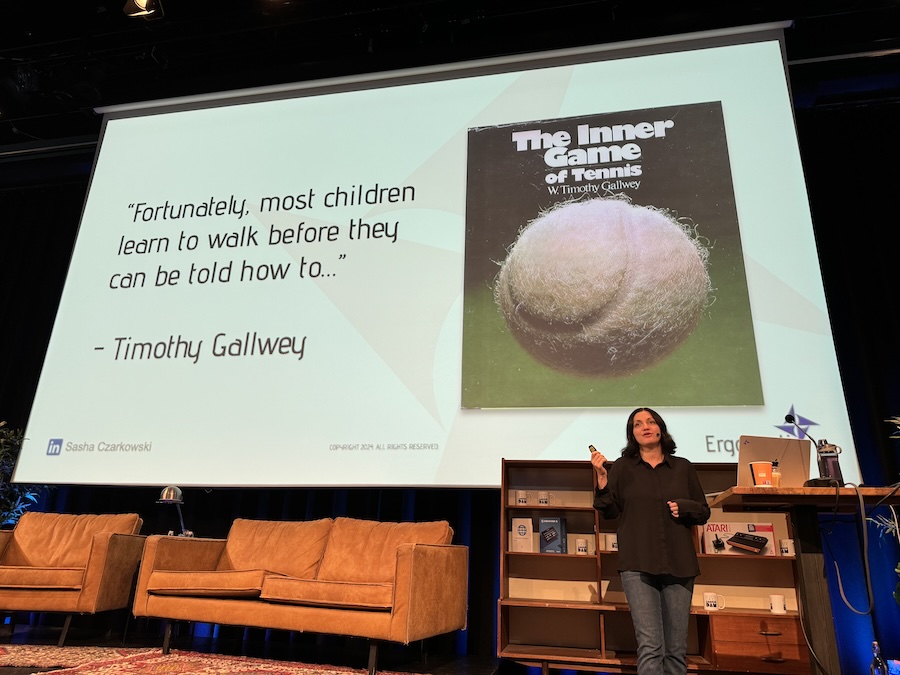 “Fortunately, most children
learn to walk before they
can be told how to...”
– Timothy Gallwey
The Inner
Game
of Tennis
W. Timothy Gallwey
in Sasha Czarkowski
COPYRIGHT 2024. ALL RIGHTS RESERVED
ATARI